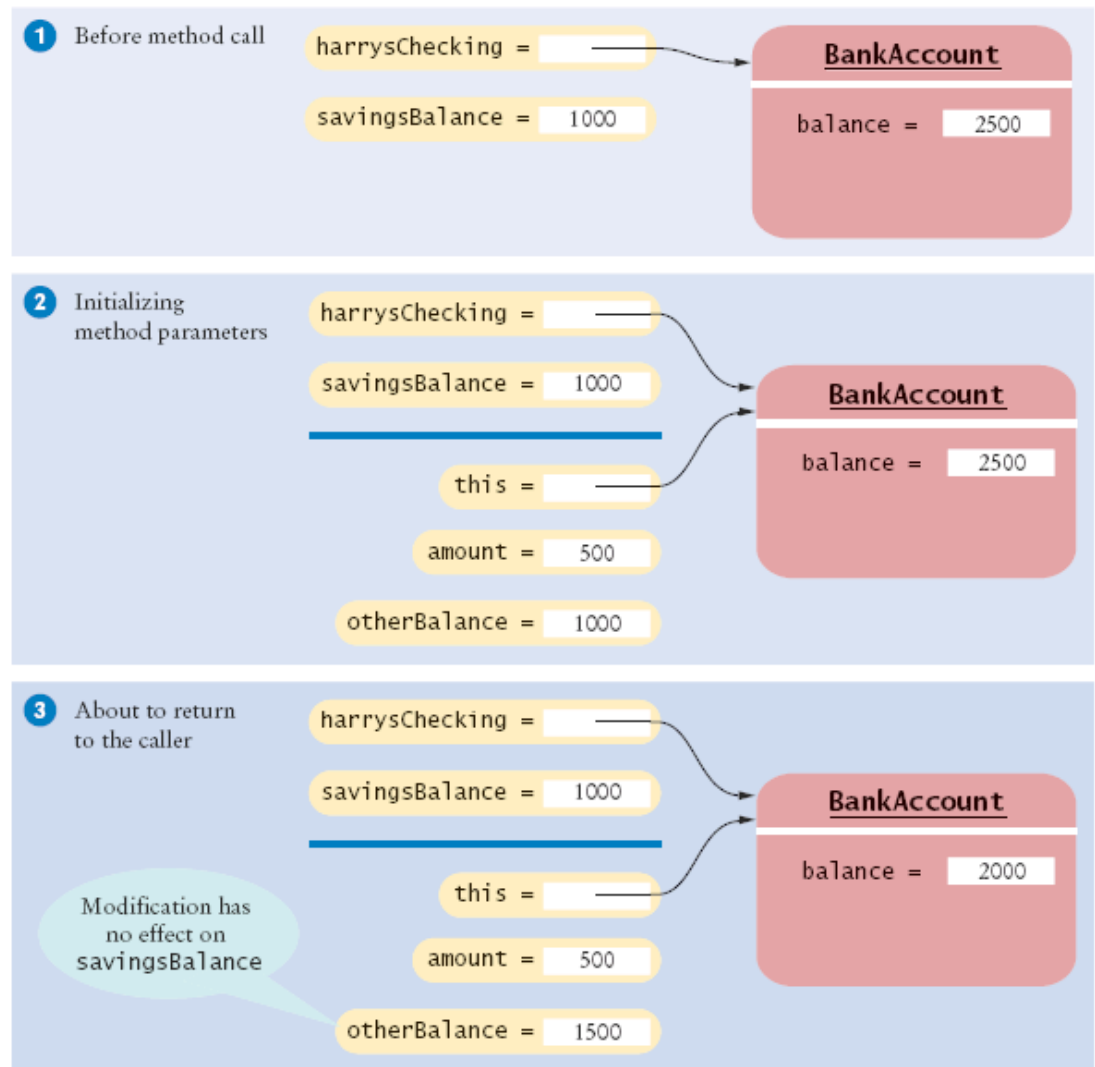 1 Before method call
harrysChecking =
BankAccount
savingsBalance = 1000
balance = 2500
2 Initializing
method parameters
harrysChecking =
savingsBalance = 1000
BankAccount
balance = 2500
this =
amount = 500
otherBalance = 1000
3 About to return
to the caller
harrysChecking =
savingsBalance = 1000
BankAccount
balance = 2000
this =
Modification has
no effect on
savingsBalance
amount = 500
otherBalance = 1500